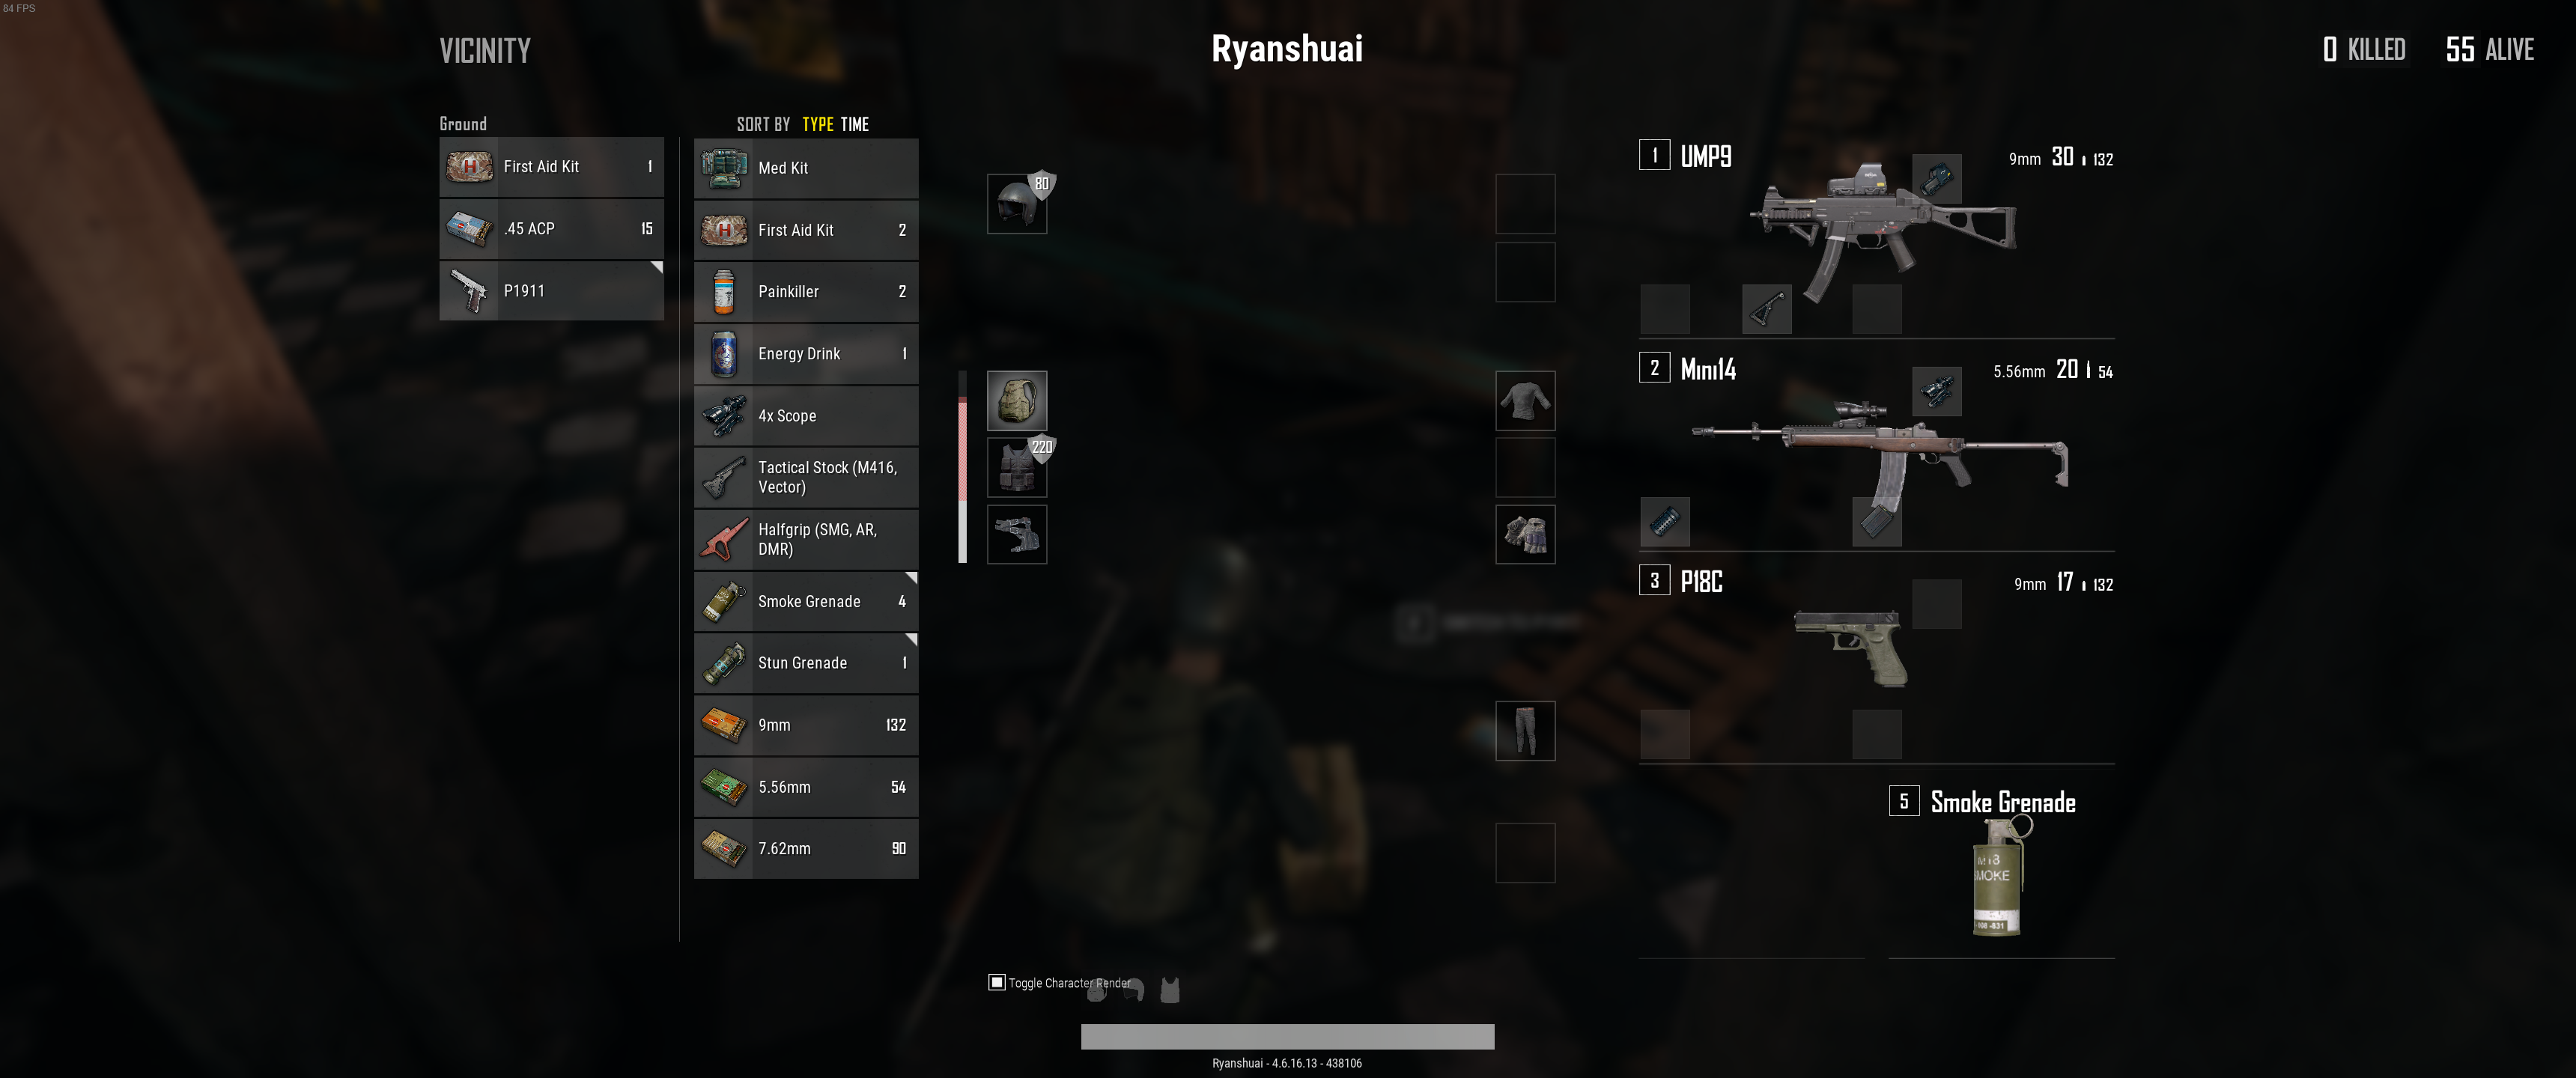 84 FPS
VICINITY
Ryanshuai
0 KILLED 55 ALIVE
Ground
First Aid Kit 1
.45 ACP 15
P1911
SORT BY TYPE TIME
Med Kit
First Aid Kit 2
Painkiller 2
Energy Drink 1
4x Scope
Tactical Stock (M416,
Vector)
Halfgrip (SMG, AR,
DMR)
Smoke Grenade 4
Stun Grenade 1
9mm 132
5.56mm 54
7.62mm 90
80
220
1 UMP9 9mm 30 132
2 Mini14 5.56mm 20 54
3 P18C 9mm 17 132
5 Smoke Grenade
M18
SMOKE
Toggle Character Render
Ryanshuai - 4.6.16.13 - 438106